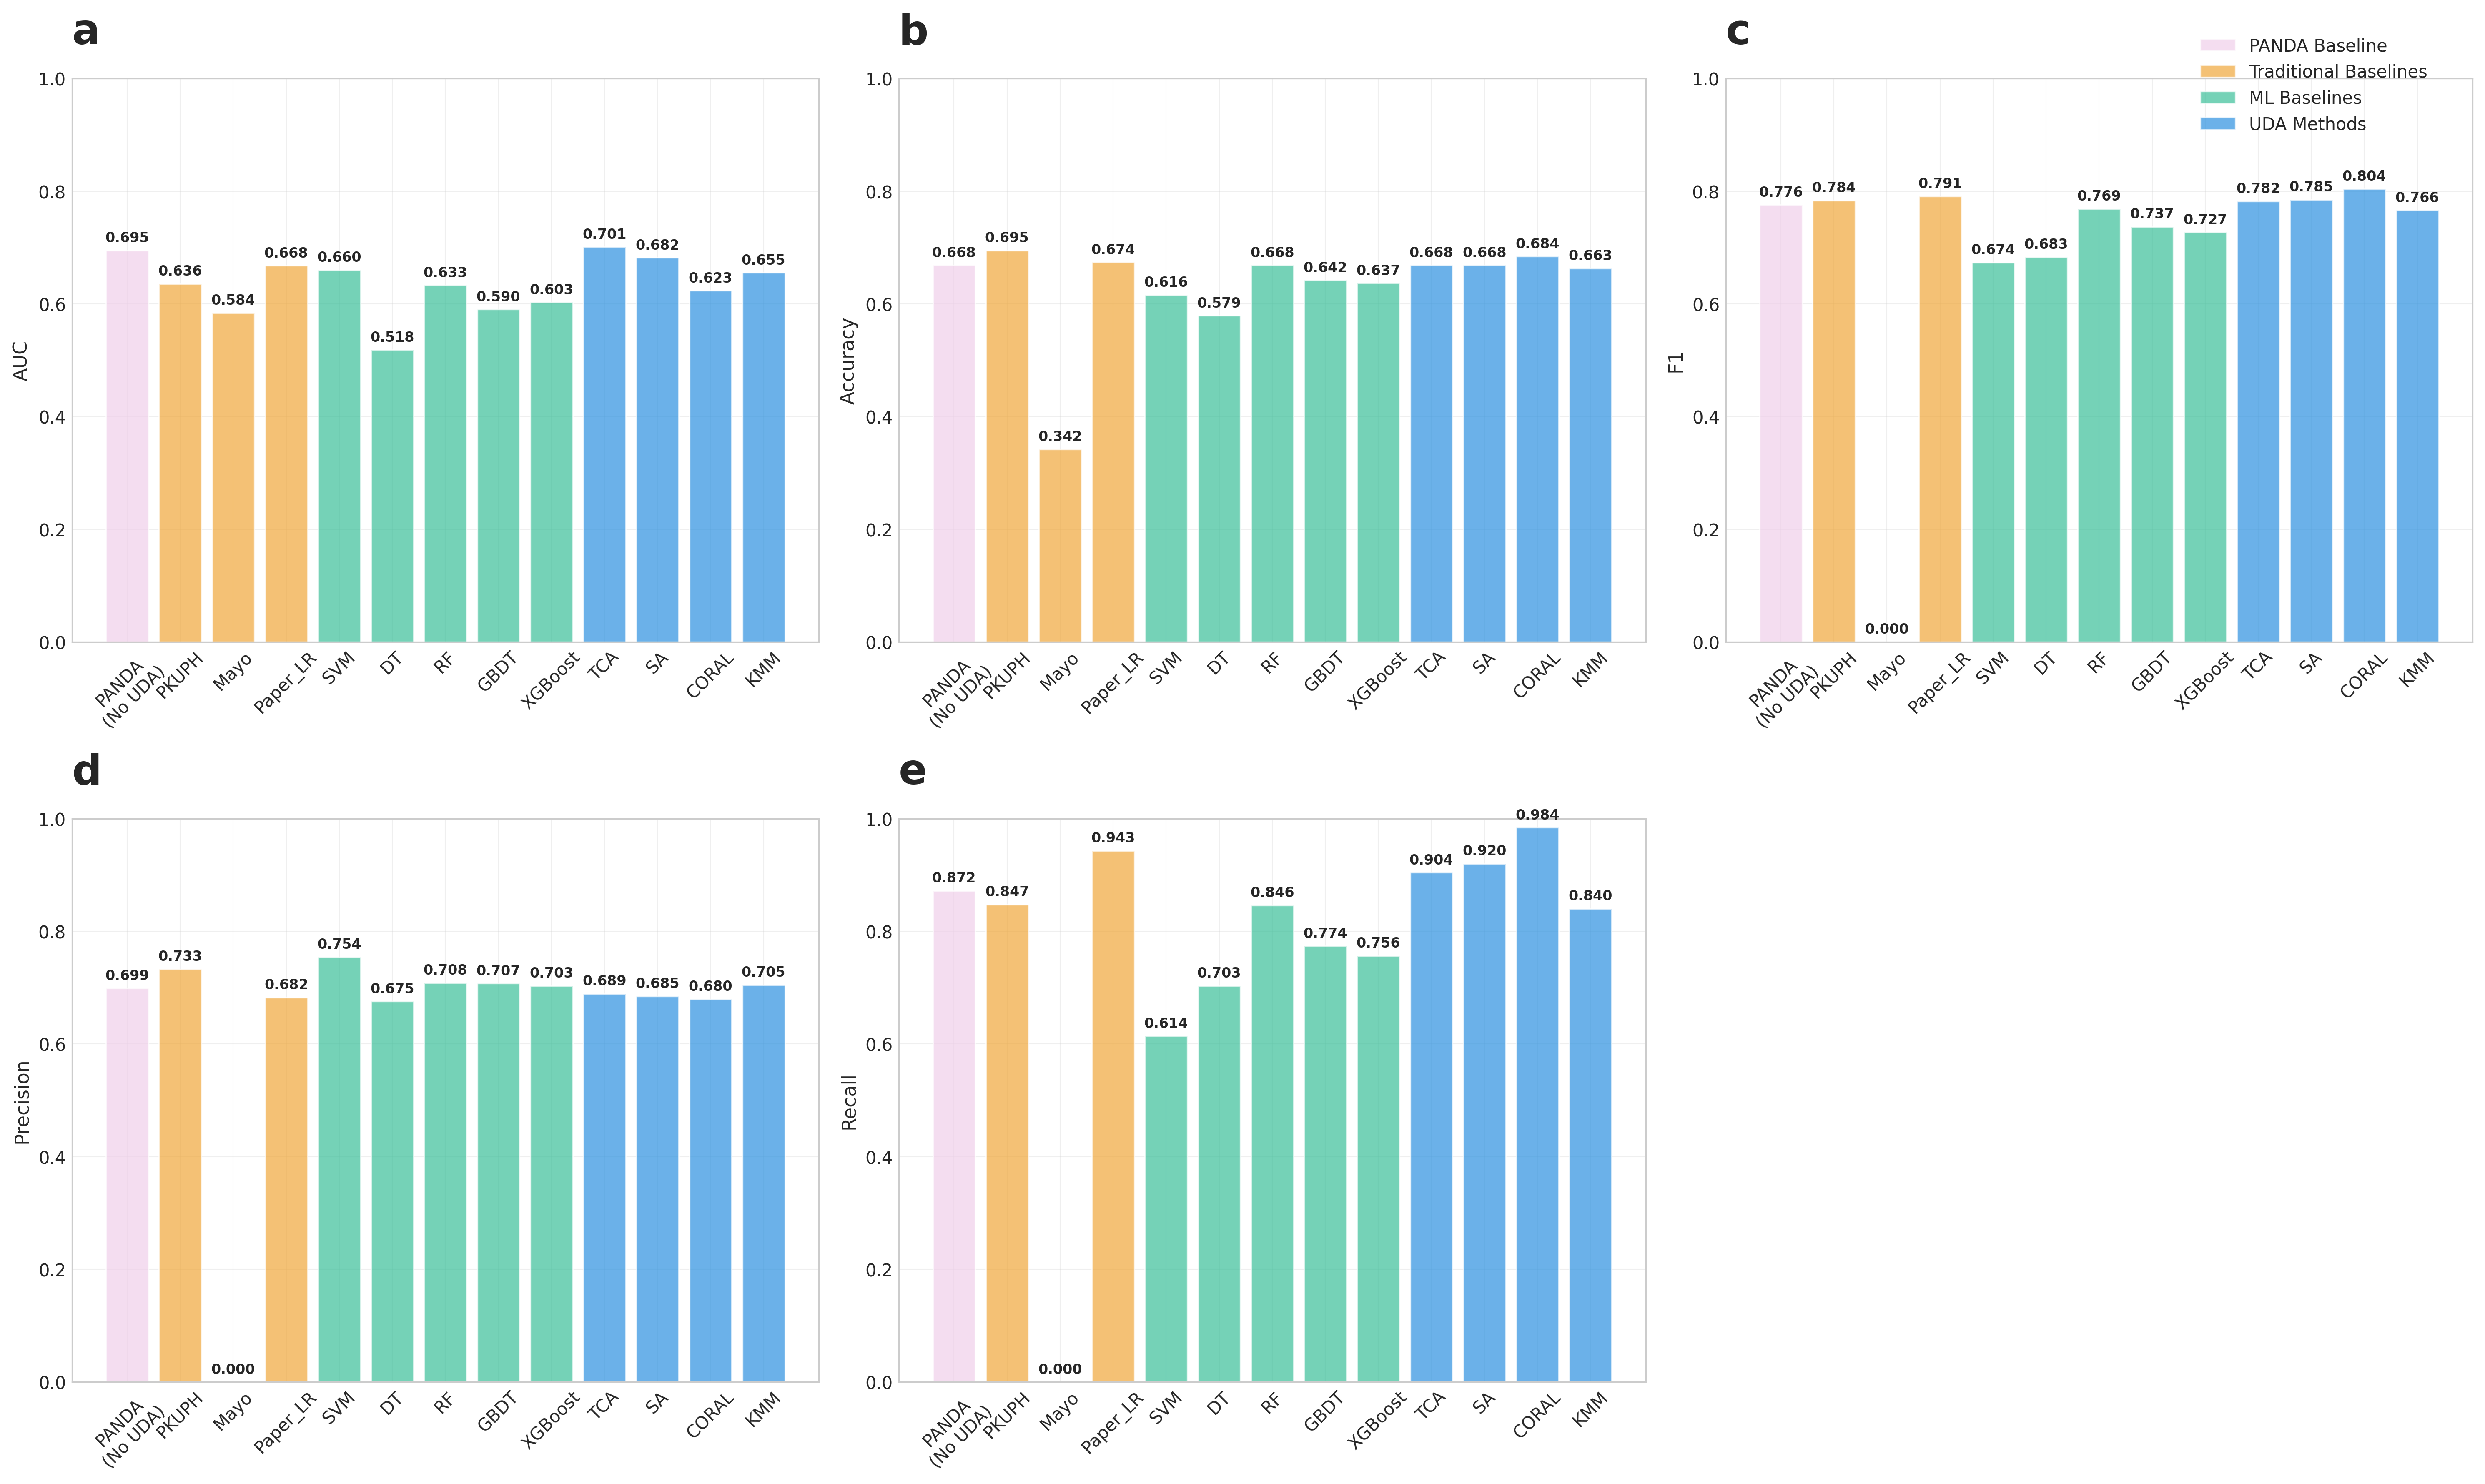 a
1.0
0.8
0.6
0.4
0.2
0.0
AUC
0.695
0.636
0.584
0.668
0.660
0.518
0.633
0.590
0.603
0.701
0.682
0.623
0.655
PANDA
(No UDA)
PKUPH
Mayo
Paper_LR
SVM
DT
RF
GBDT
XGBoost
TCA
SA
CORAL
KMM
b
1.0
0.8
0.6
0.4
0.2
0.0
Accuracy
0.668
0.695
0.342
0.674
0.616
0.579
0.668
0.642
0.637
0.668
0.668
0.684
0.663
PANDA
(No UDA)
PKUPH
Mayo
Paper_LR
SVM
DT
RF
GBDT
XGBoost
TCA
SA
CORAL
KMM
c
PANDA Baseline
Traditional Baselines
ML Baselines
UDA Methods
1.0
0.8
0.6
0.4
0.2
0.0
F1
0.776
0.784
0.000
0.791
0.674
0.683
0.769
0.737
0.727
0.782
0.785
0.804
0.766
PANDA
(No UDA)
PKUPH
Mayo
Paper_LR
SVM
DT
RF
GBDT
XGBoost
TCA
SA
CORAL
KMM
d
1.0
0.8
0.6
0.4
0.2
0.0
Precision
0.699
0.733
0.000
0.682
0.754
0.675
0.708
0.707
0.703
0.689
0.685
0.680
0.705
PANDA
(No UDA)
PKUPH
Mayo
Paper_LR
SVM
DT
RF
GBDT
XGBoost
TCA
SA
CORAL
KMM
e
1.0
0.8
0.6
0.4
0.2
0.0
Recall
0.872
0.847
0.000
0.943
0.614
0.703
0.846
0.774
0.756
0.904
0.920
0.984
0.840
PANDA
(No UDA)
PKUPH
Mayo
Paper_LR
SVM
DT
RF
GBDT
XGBoost
TCA
SA
CORAL
KMM